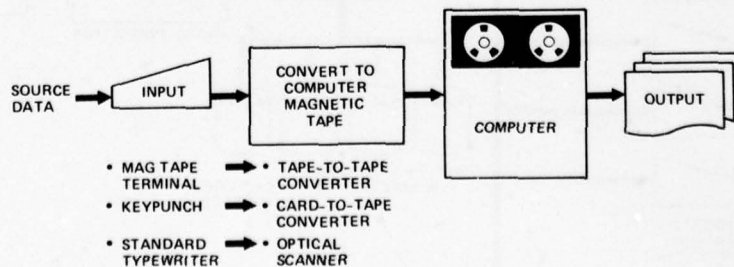 SOURCE
DATA
INPUT
CONVERT TO
COMPUTER
MAGNETIC
TAPE
COMPUTER
OUTPUT
• MAG TAPE
TERMINAL
• TAPE-TO-TAPE
CONVERTER
• KEYPUNCH
• CARD-TO-TAPE
CONVERTER
• STANDARD
TYPEWRITER
• OPTICAL
SCANNER